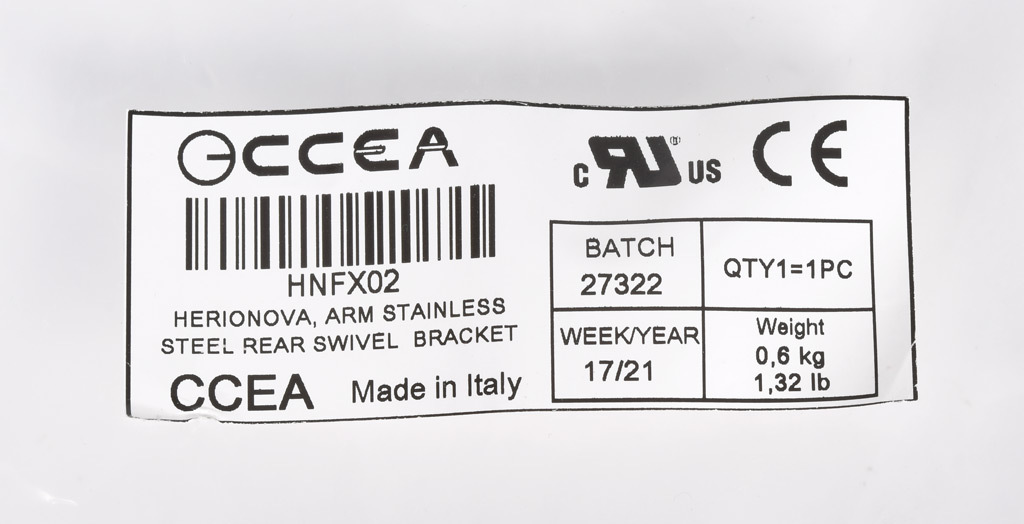 CCEA
HNFX02
HERIONOVA, ARM STAINLESS
STEEL REAR SWIVEL BRACKET
CCEA Made in Italy
c RU ® US CE
BATCH
27322
QTY1=1PC
WEEK/YEAR
17/21
Weight
0,6 kg
1,32 lb